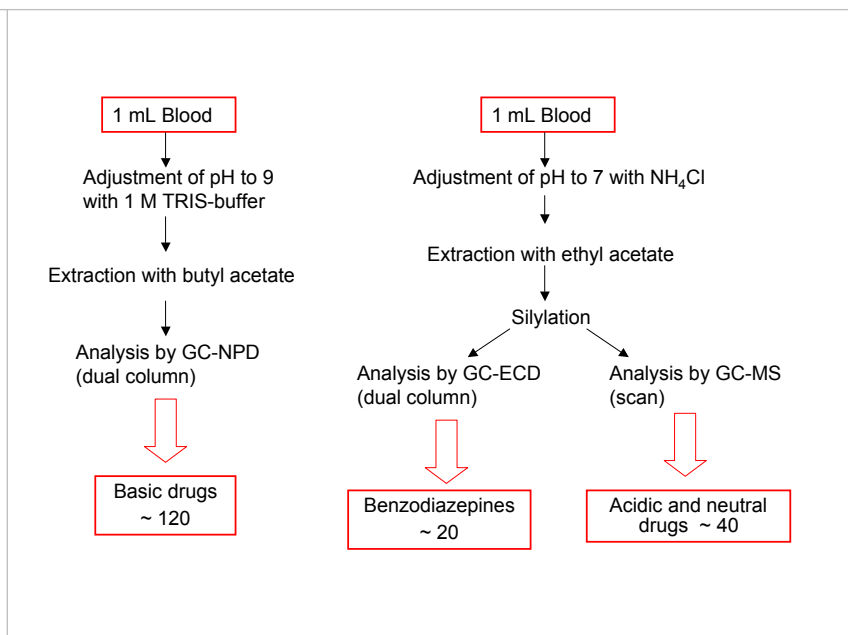 1 mL Blood
Adjustment of pH to 9
with 1 M TRIS-buffer
Extraction with butyl acetate
Analysis by GC-NPD
(dual column)
Basic drugs
~ 120
1 mL Blood
Adjustment of pH to 7 with NH₄Cl
Extraction with ethyl acetate
Silylation
Analysis by GC-ECD
(dual column)
Benzodiazepines
~ 20
Analysis by GC-MS
(scan)
Acidic and neutral
drugs ~ 40